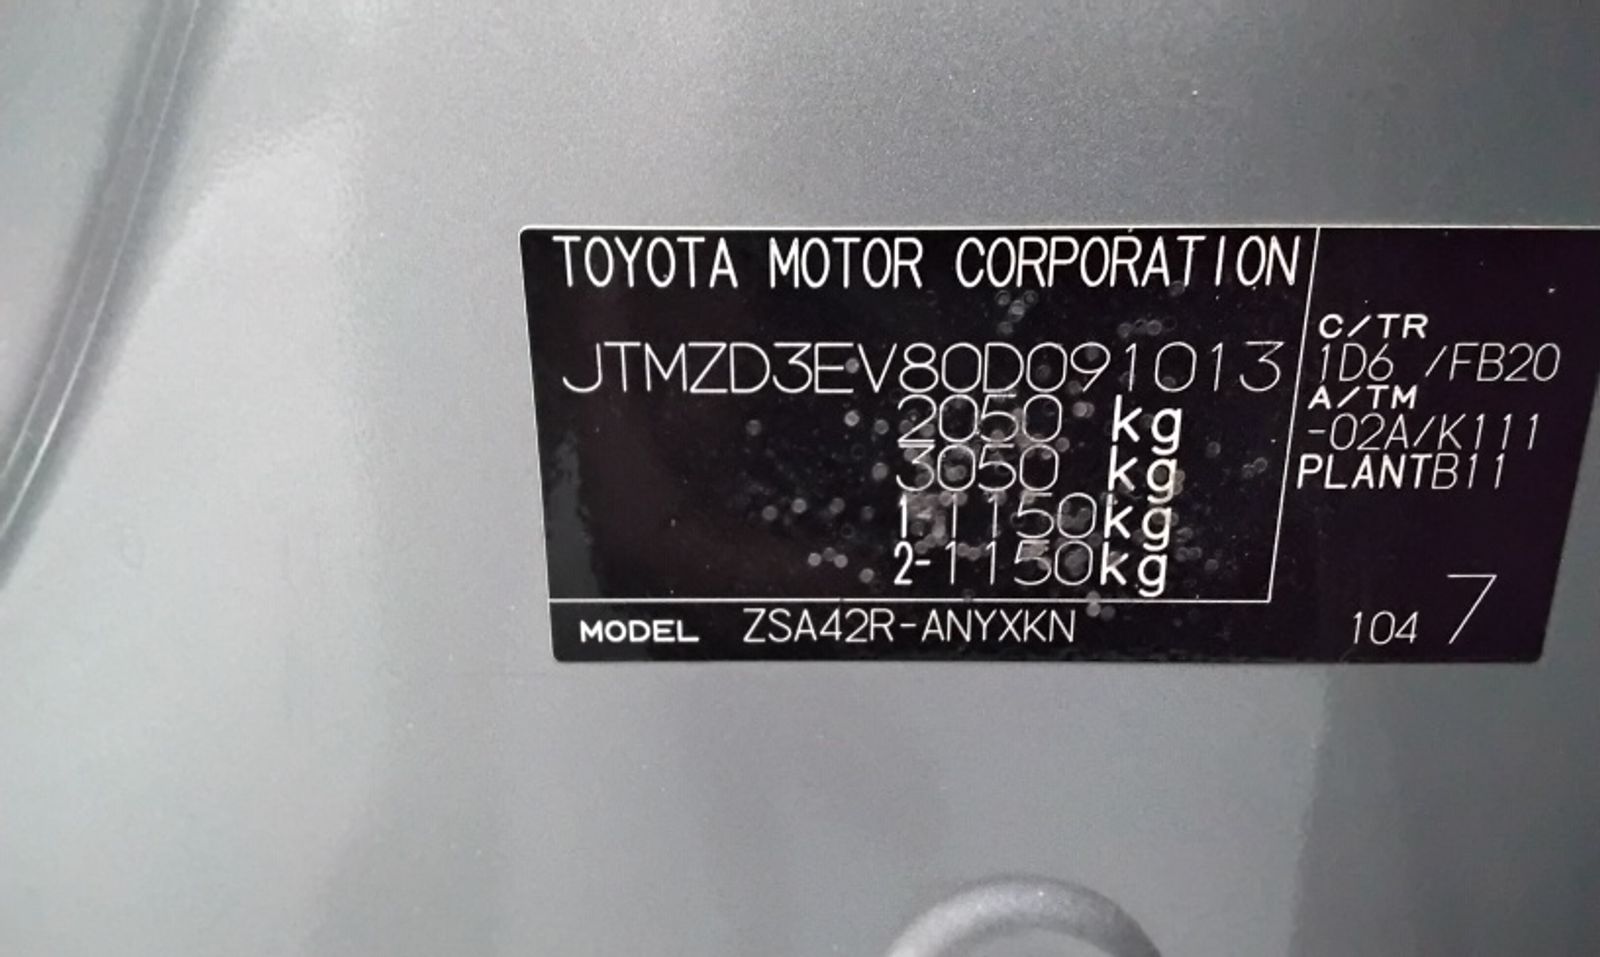 TOYOTA MOTOR CORPORATION
JTMZD3EV80D091013
2050 kg
3050 kg
1-1150kg
2-1150kg
C/TR
1D6 /FB20
A/TM
-02A/K111
PLANTB11
MODEL ZSA42R-ANYXKN
104 7